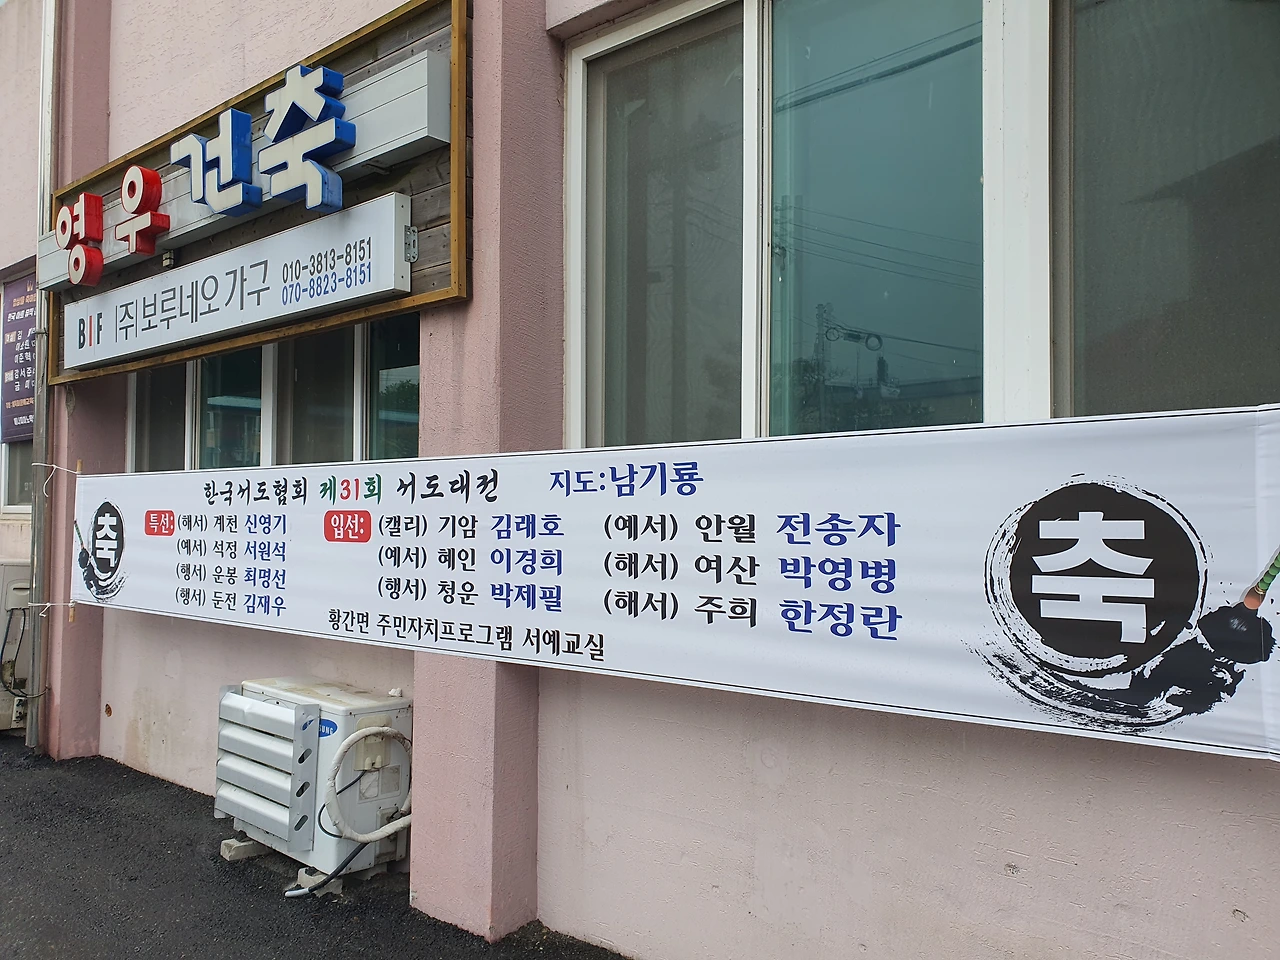 영우건축
BIF (주)보루네오 가구
010-3813-8151
070-8823-8151
축
한국서도협회 제31회 서도대전 지도:남기룡
특선: (해서) 계천 신영기
(예서) 석정 서원석
(행서) 운봉 최명선
(행서) 둔전 김재우
입선: (캘리) 기암 김래호
(예서) 혜인 이경희
(행서) 청운 박제필
(예서) 안월 전송자
(해서) 여산 박영병
(해서) 주희 한정란
황간면 주민자치프로그램 서예교실
축